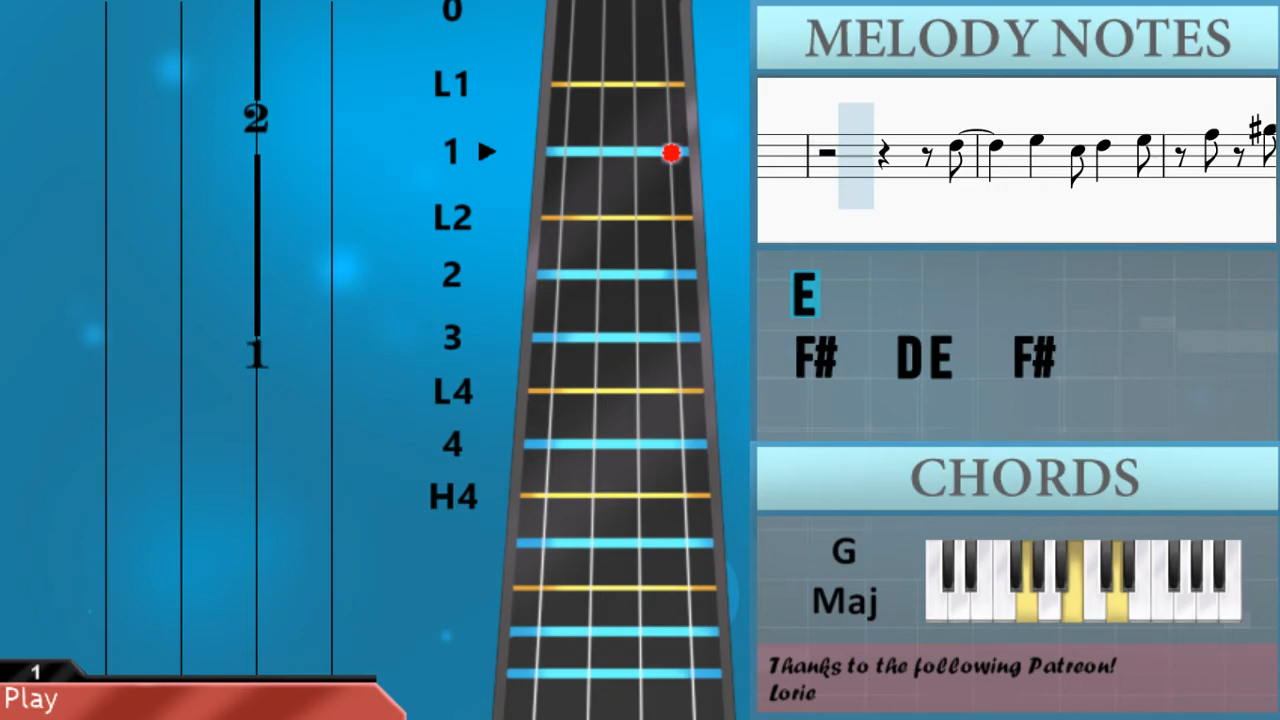 2
1
1
Play
0
L1
1
L2
2
3
L4
4
H4
MELODY NOTES
E
F# D E F#
CHORDS
G
Maj
Thanks to the following Patreon!
Lorie